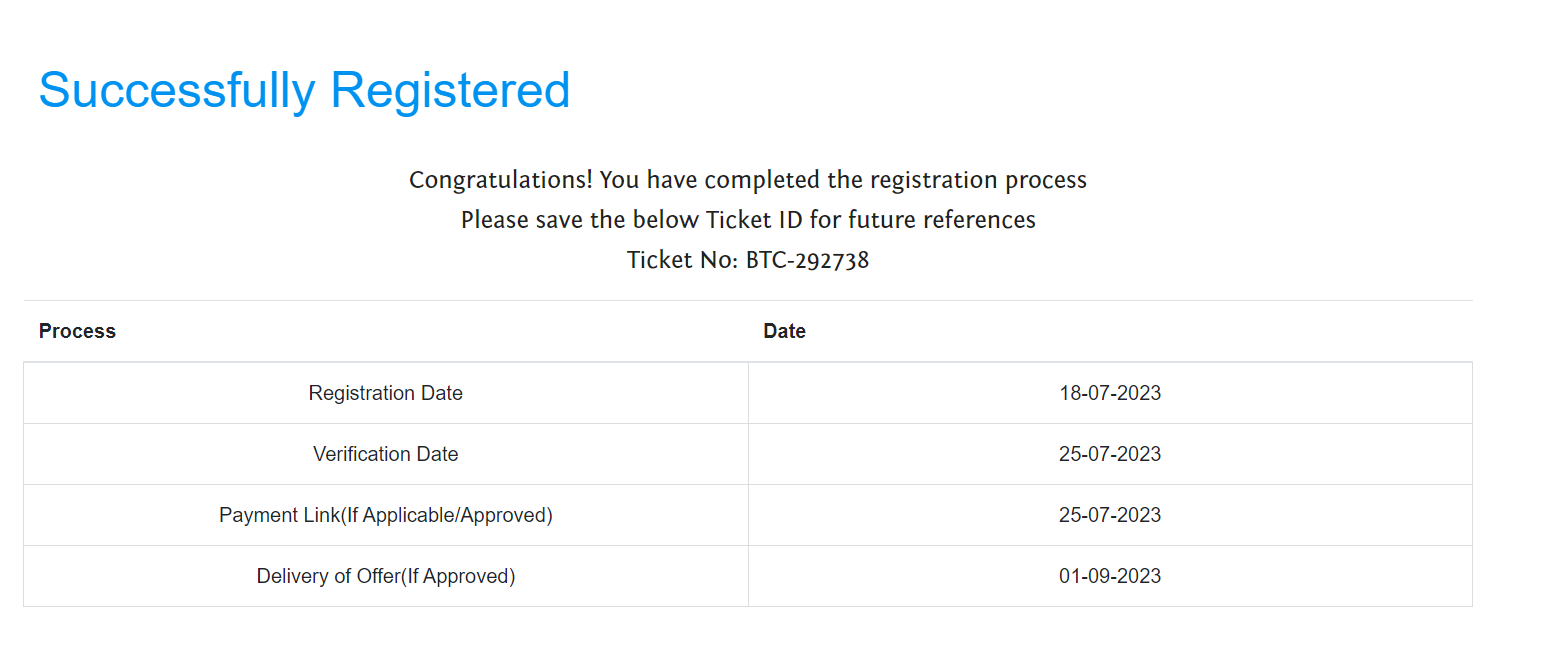 Successfully Registered
Congratulations! You have completed the registration process
Please save the below Ticket ID for future references
Ticket No: BTC-292738
Process Date
Registration Date 18-07-2023
Verification Date 25-07-2023
Payment Link(If Applicable/Approved) 25-07-2023
Delivery of Offer(If Approved) 01-09-2023